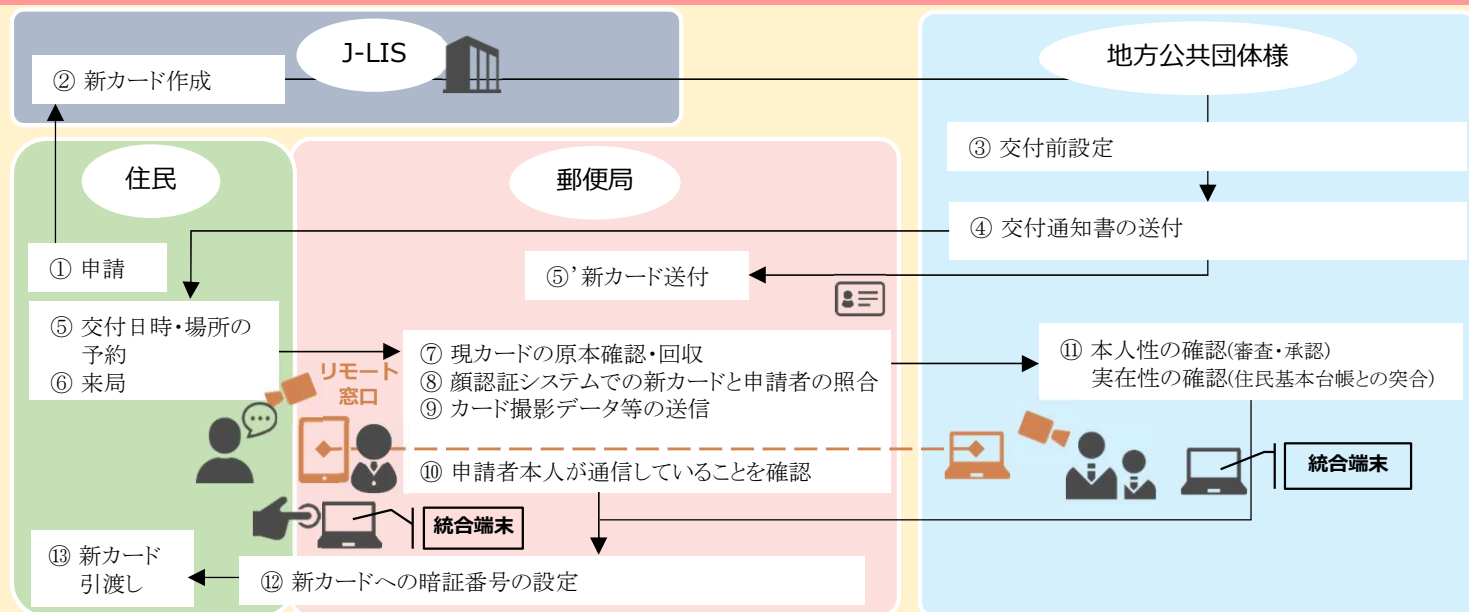 J-LIS
② 新カード作成
地方公共団体様
③ 交付前設定
④ 交付通知書の送付
住民
① 申請
郵便局
⑤’新カード送付
⑤ 交付日時・場所の
予約
⑥ 来局
リモート
窓口
⑦ 現カードの原本確認・回収
⑧ 顔認証システムでの新カードと申請者の照合
⑨ カード撮影データ等の送信
⑩ 申請者本人が通信していることを確認
⑪ 本人性の確認(審査・承認)
実在性の確認(住民基本台帳との突合)
統合端末
統合端末
⑫ 新カードへの暗証番号の設定
⑬ 新カード
引渡し